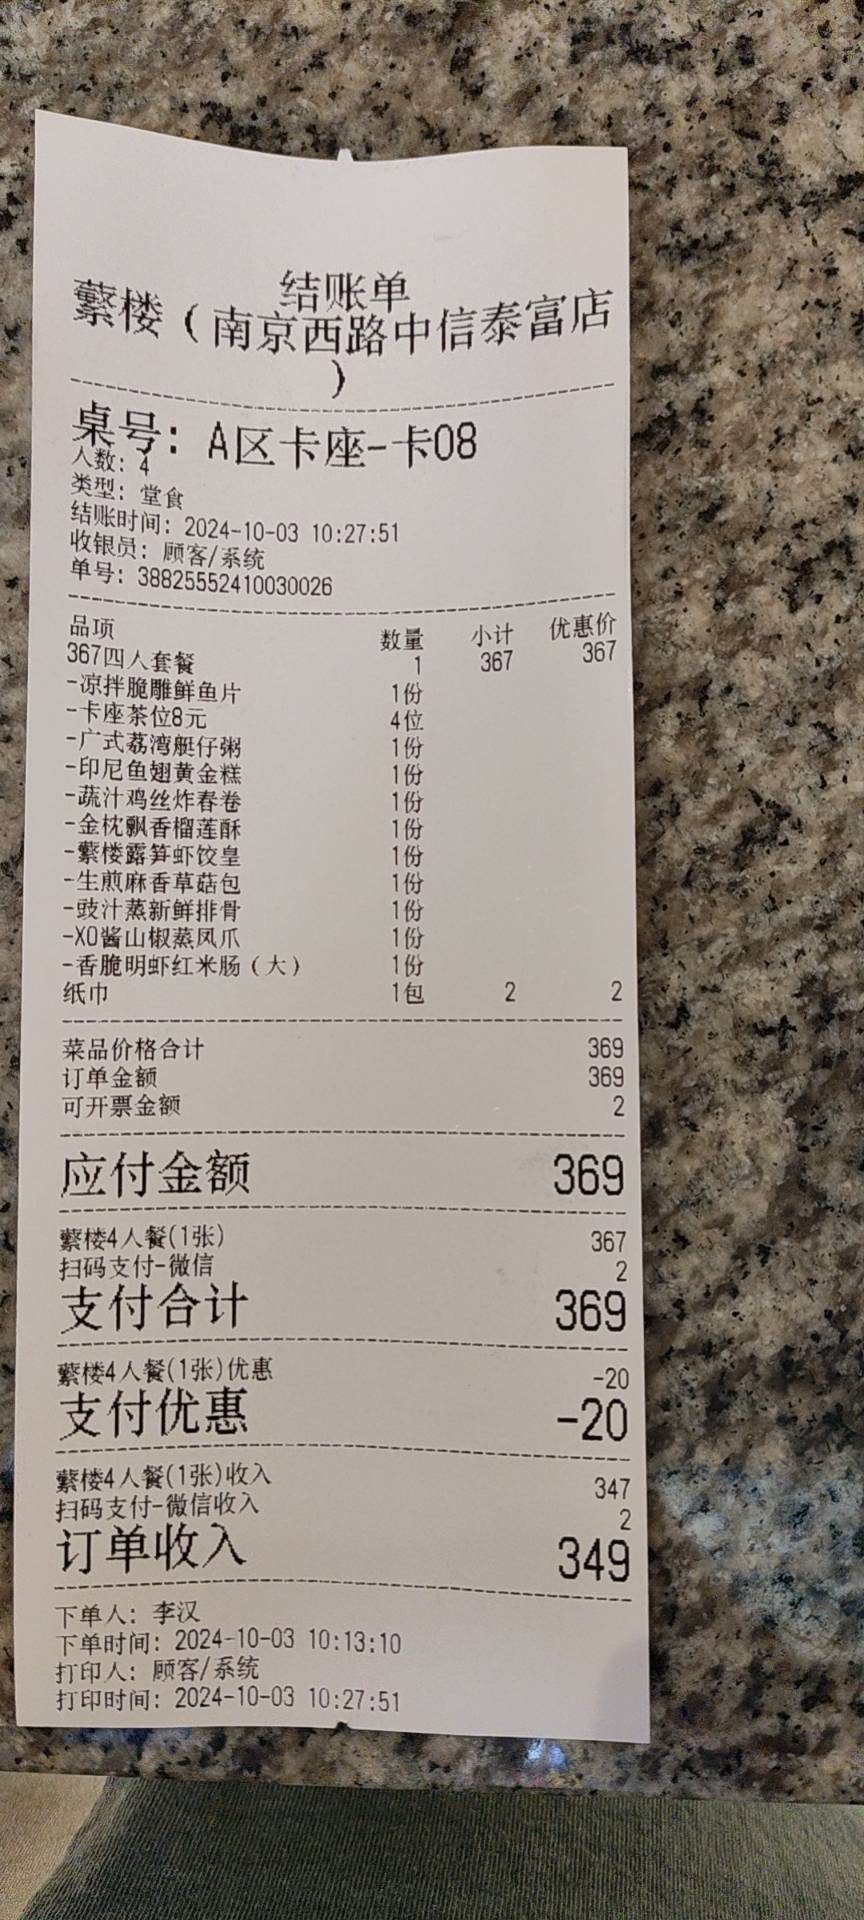 结账单
蘩楼（南京西路中信泰富店
）
桌号：A区卡座-卡08
人数：4
类型：堂食
结账时间：2024-10-03 10:27:51
收银员：顾客/系统
单号：38825552410030026
品项 数量 小计 优惠价
367四人套餐 1 367 367
-凉拌脆雕鲜鱼片 1份
-卡座茶位8元 4位
-广式荔湾艇仔粥 1份
-印尼鱼翅黄金糕 1份
-蔬汁鸡丝炸春卷 1份
-金枕飘香榴莲酥 1份
-蘩楼露笋虾饺皇 1份
-生煎麻香草菇包 1份
-豉汁蒸新鲜排骨 1份
-XO酱山椒蒸凤爪 1份
-香脆明虾红米肠（大） 1份
纸巾 1包 2 2
菜品价格合计 369
订单金额 369
可开票金额 2
应付金额 369
蘩楼4人餐(1张) 367
扫码支付-微信 2
支付合计 369
蘩楼4人餐(1张)优惠 -20
支付优惠 -20
蘩楼4人餐(1张)收入 347
扫码支付-微信收入 2
订单收入 349
下单人：李汉
下单时间：2024-10-03 10:13:10
打印人：顾客/系统
打印时间：2024-10-03 10:27:51